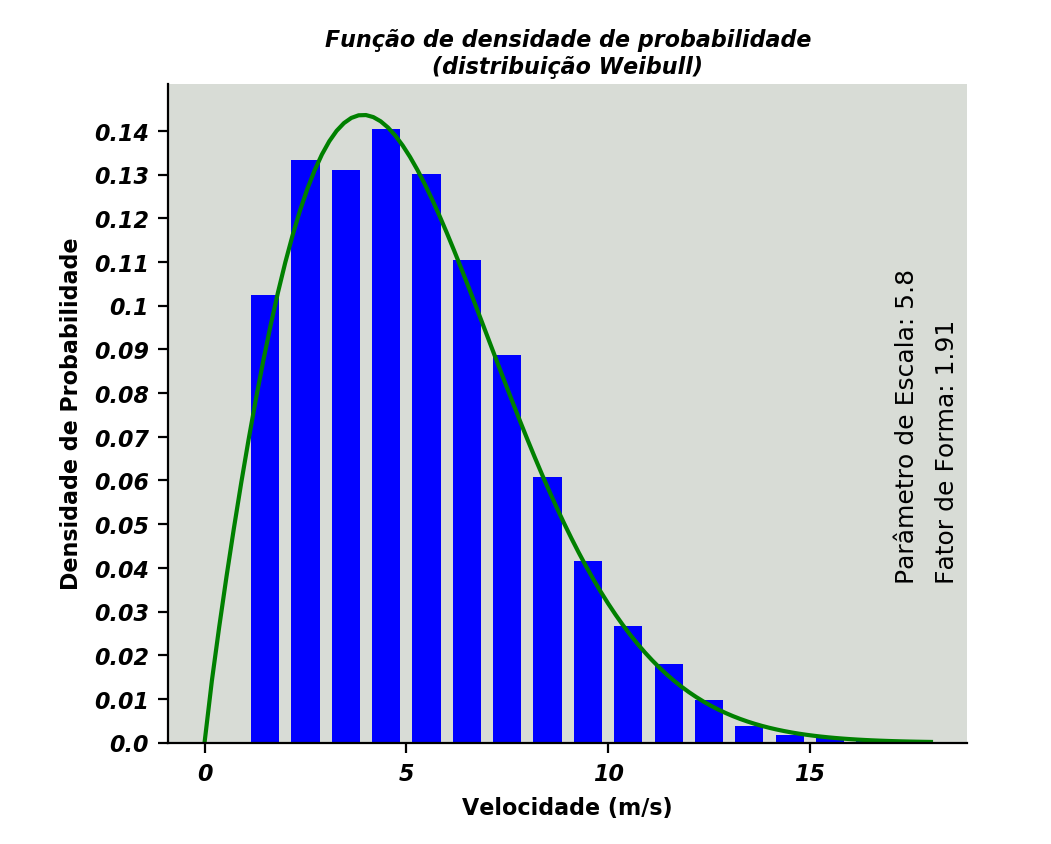 Função de densidade de probabilidade
(distribuição Weibull)
Densidade de Probabilidade
0.14
0.13
0.12
0.11
0.1
0.09
0.08
0.07
0.06
0.05
0.04
0.03
0.02
0.01
0.0
0 5 10 15
Velocidade (m/s)
Parâmetro de Escala: 5.8
Fator de Forma: 1.91